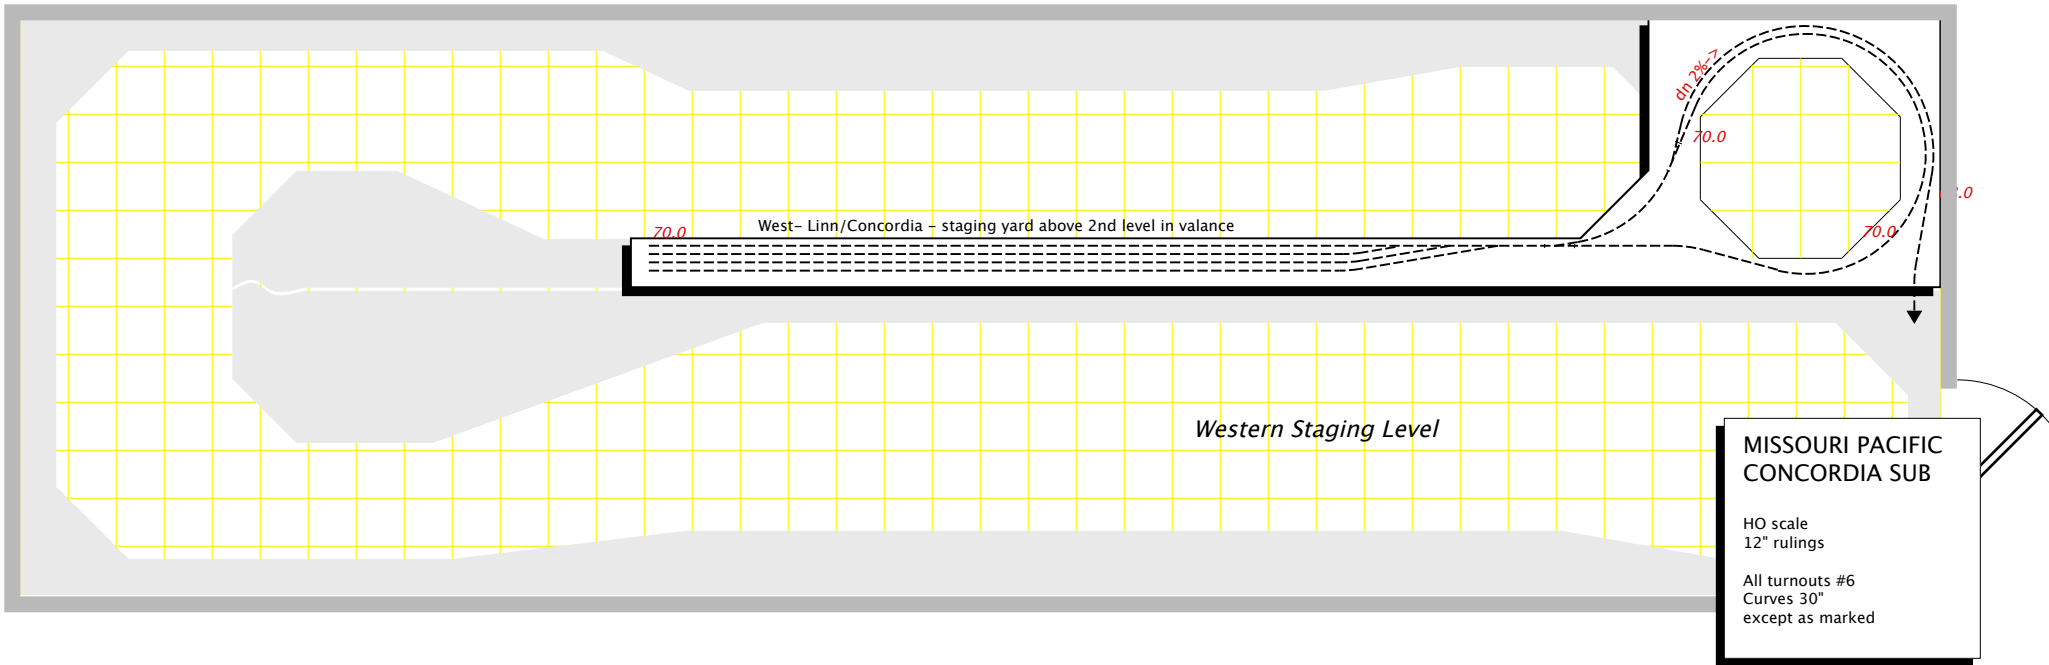 dn 2%->
70.0
.0
70.0
West- Linn/Concordia - staging yard above 2nd level in valance
70.0
Western Staging Level
MISSOURI PACIFIC
CONCORDIA SUB
HO scale
12" rulings
All turnouts #6
Curves 30"
except as marked